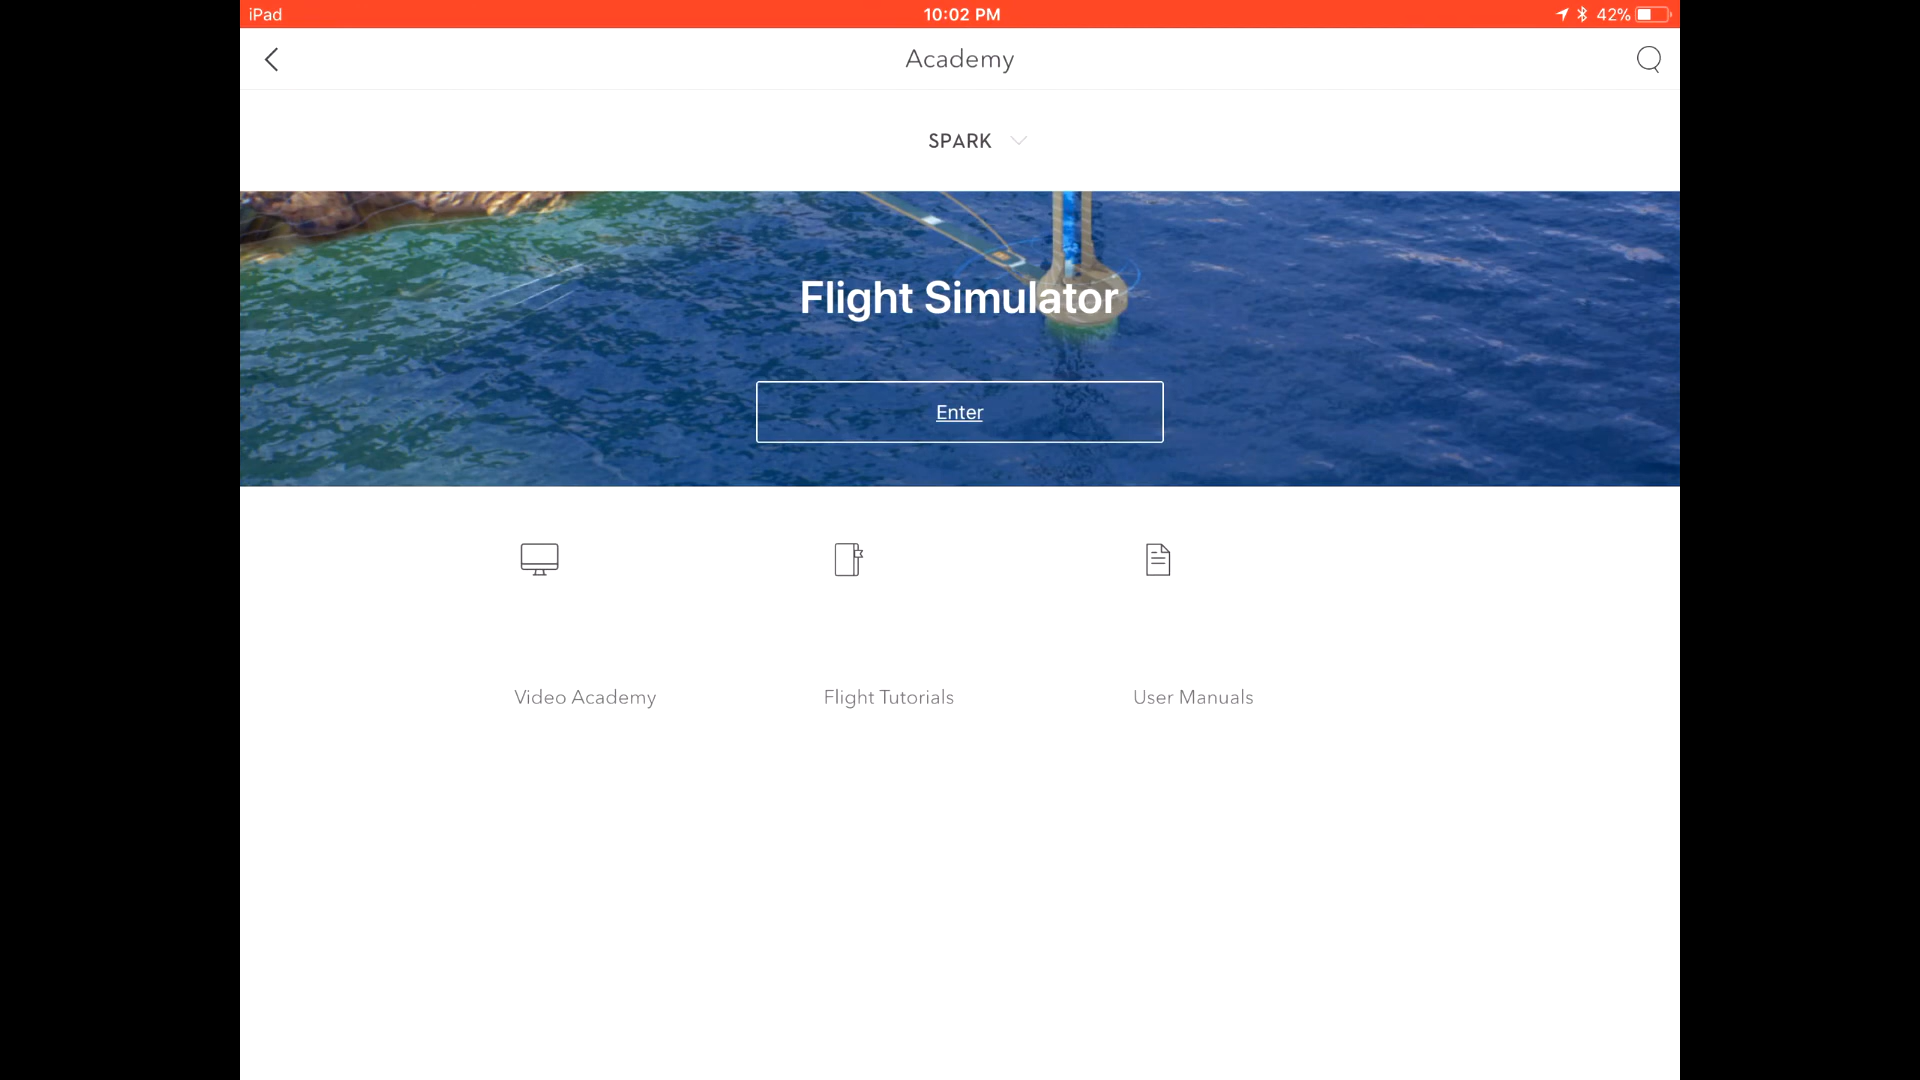 iPad
10:02 PM
42%
Academy
SPARK
Flight Simulator
Enter
Video Academy
Flight Tutorials
User Manuals